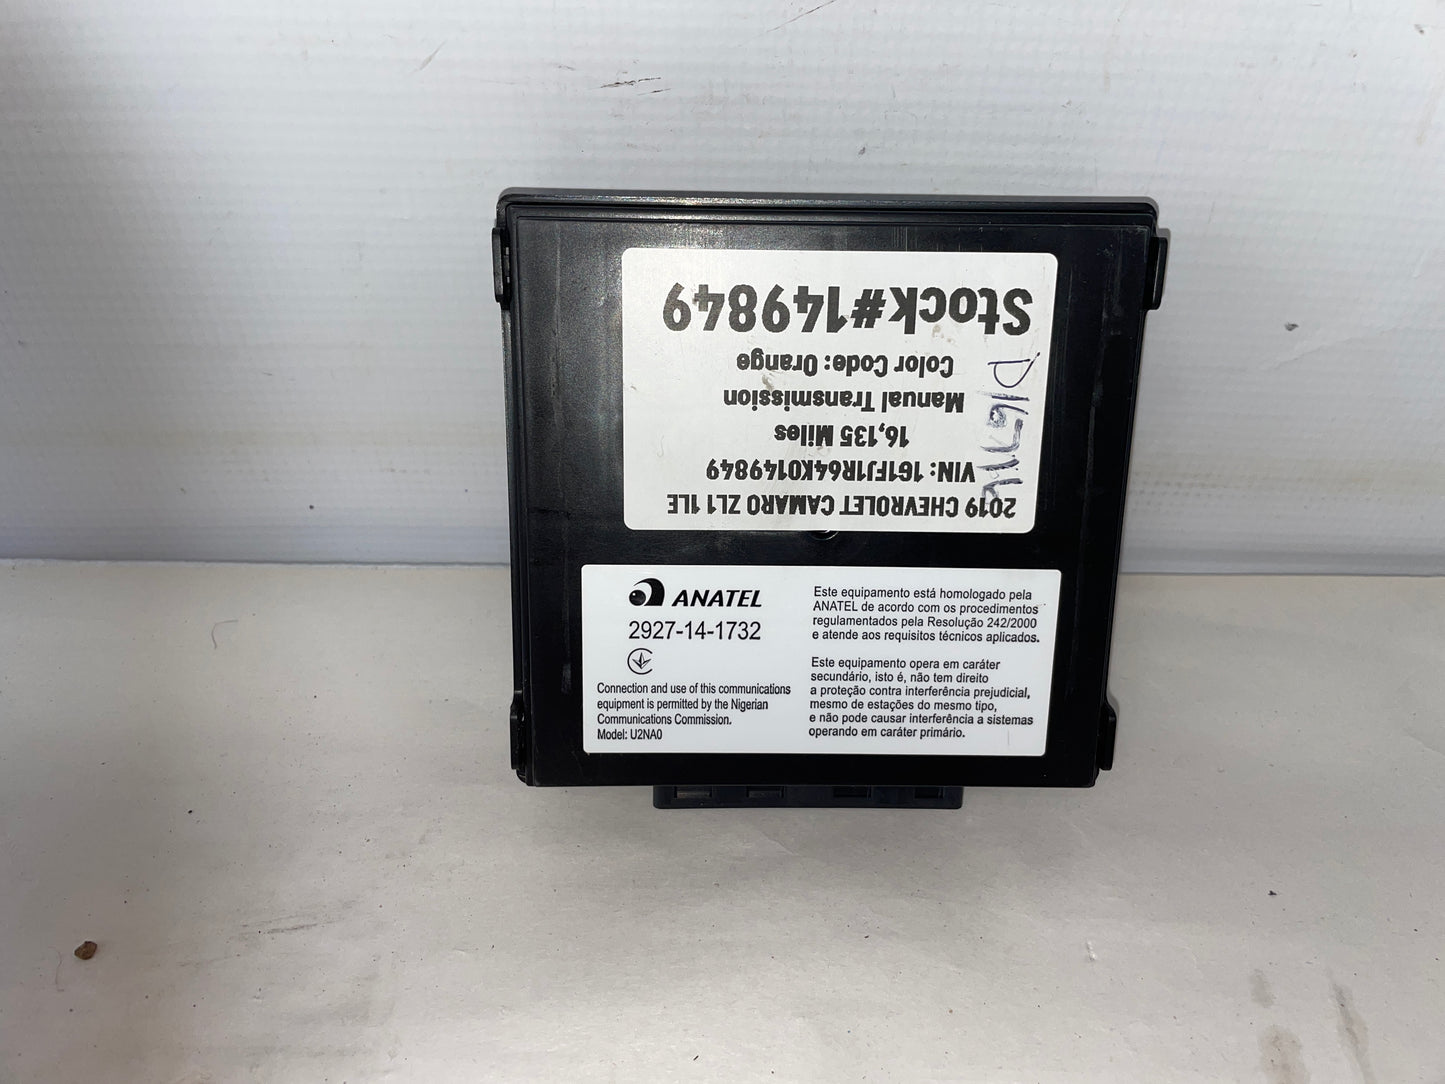 Stock#149849
Color Code: Orange
Manual Transmission
16,135 Miles
VIN: 1G1FJ1R64K0149849
2019 CHEVROLET CAMARO ZL1 1LE
ANATEL
2927-14-1732
Connection and use of this communications
equipment is permitted by the Nigerian
Communications Commission.
Model: U2NA0
Este equipamento está homologado pela
ANATEL de acordo com os procedimentos
regulamentados pela Resolução 242/2000
e atende aos requisitos técnicos aplicados.
Este equipamento opera em caráter
secundário, isto é, não tem direito
a proteção contra interferência prejudicial,
mesmo de estações do mesmo tipo,
e não pode causar interferência a sistemas
operando em caráter primário.